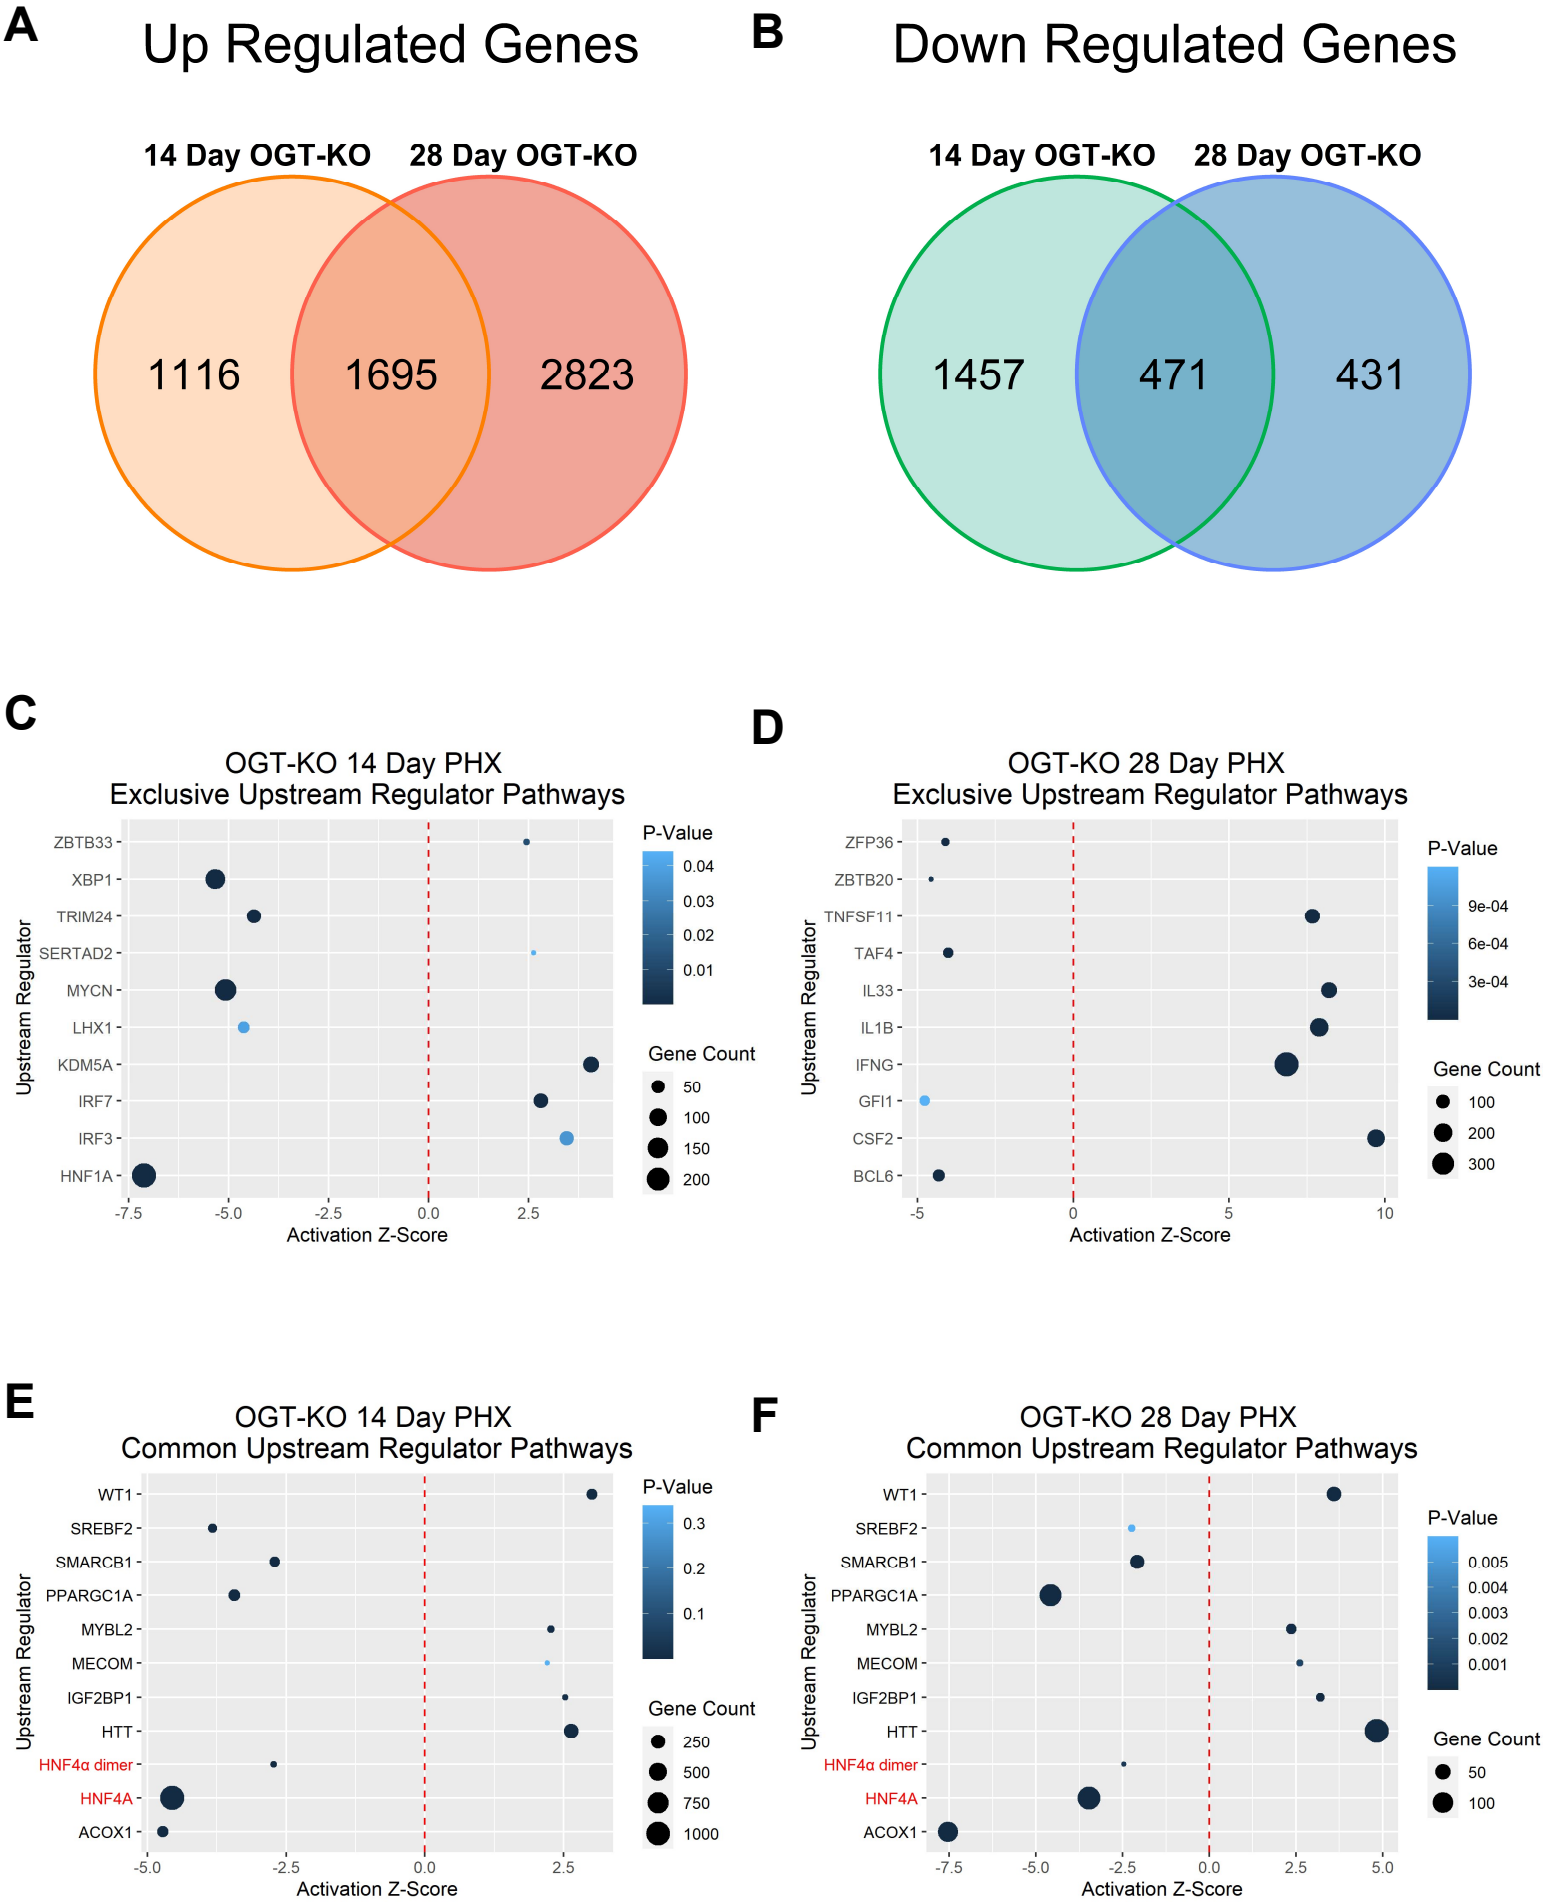 A
Up Regulated Genes
14 Day OGT-KO
28 Day OGT-KO
1116
1695
2823
B
Down Regulated Genes
14 Day OGT-KO
28 Day OGT-KO
1457
471
431
C
OGT-KO 14 Day PHX
Exclusive Upstream Regulator Pathways
Upstream Regulator
ZBTB33
XBP1
TRIM24
SERTAD2
MYCN
LHX1
KDM5A
IRF7
IRF3
HNF1A
-7.5
-5.0
-2.5
0.0
2.5
Activation Z-Score
P-Value
0.04
0.03
0.02
0.01
Gene Count
50
100
150
200
D
OGT-KO 28 Day PHX
Exclusive Upstream Regulator Pathways
Upstream Regulator
ZFP36
ZBTB20
TNFSF11
TAF4
IL33
IL1B
IFNG
GFI1
CSF2
BCL6
-5
0
5
10
Activation Z-Score
P-Value
9e-04
6e-04
3e-04
Gene Count
100
200
300
E
OGT-KO 14 Day PHX
Common Upstream Regulator Pathways
Upstream Regulator
WT1
SREBF2
SMARCB1
PPARGC1A
MYBL2
MECOM
IGF2BP1
HTT
HNF4α dimer
HNF4A
ACOX1
-5.0
-2.5
0.0
2.5
Activation Z-Score
P-Value
0.3
0.2
0.1
Gene Count
250
500
750
1000
F
OGT-KO 28 Day PHX
Common Upstream Regulator Pathways
Upstream Regulator
WT1
SREBF2
SMARCB1
PPARGC1A
MYBL2
MECOM
IGF2BP1
HTT
HNF4α dimer
HNF4A
ACOX1
-7.5
-5.0
-2.5
0.0
2.5
5.0
Activation Z-Score
P-Value
0.005
0.004
0.003
0.002
0.001
Gene Count
50
100